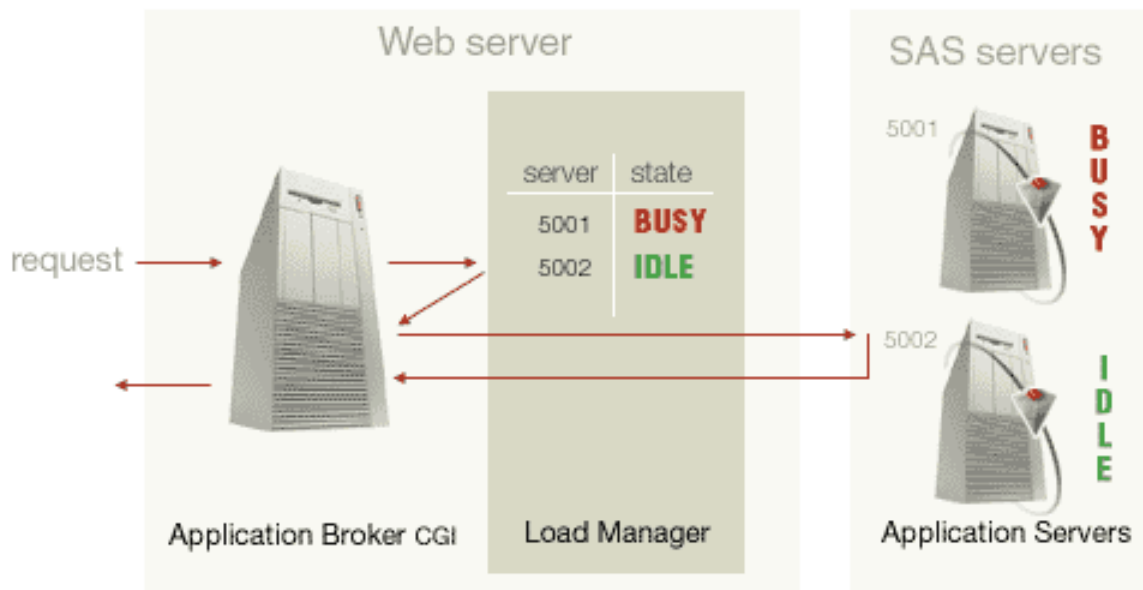 Web server
SAS servers
request
server state
5001 BUSY
5002 IDLE
5001
BUSY
5002
IDLE
Application Broker CGI
Load Manager
Application Servers